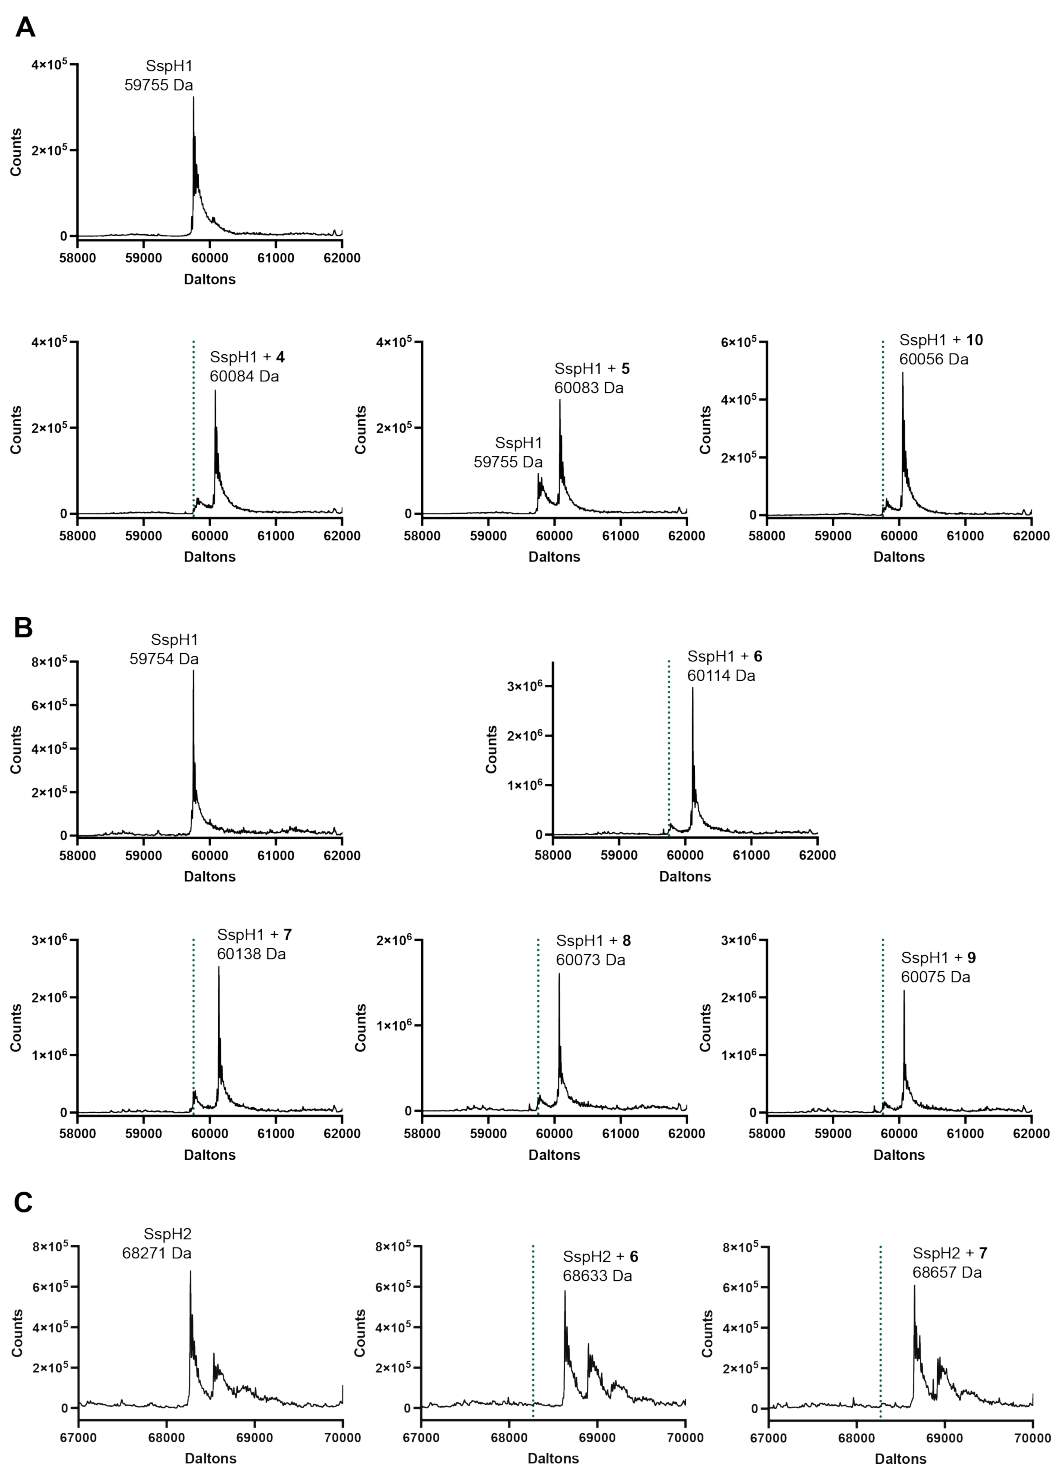 A
SspH1
59755 Da
4×10⁵
2×10⁵
0
Counts
58000 59000 60000 61000 62000
Daltons
SspH1 + 4
60084 Da
4×10⁵
2×10⁵
0
Counts
58000 59000 60000 61000 62000
Daltons
SspH1 + 5
60083 Da
SspH1
59755 Da
4×10⁵
2×10⁵
0
Counts
58000 59000 60000 61000 62000
Daltons
SspH1 + 10
60056 Da
6×10⁵
4×10⁵
2×10⁵
0
Counts
58000 59000 60000 61000 62000
Daltons
B
SspH1
59754 Da
8×10⁵
6×10⁵
4×10⁵
2×10⁵
0
Counts
58000 59000 60000 61000 62000
Daltons
SspH1 + 6
60114 Da
3×10⁶
2×10⁶
1×10⁶
0
Counts
58000 59000 60000 61000 62000
Daltons
SspH1 + 7
60138 Da
3×10⁶
2×10⁶
1×10⁶
0
Counts
58000 59000 60000 61000 62000
Daltons
SspH1 + 8
60073 Da
2×10⁶
1×10⁶
0
Counts
58000 59000 60000 61000 62000
Daltons
SspH1 + 9
60075 Da
3×10⁶
2×10⁶
1×10⁶
0
Counts
58000 59000 60000 61000 62000
Daltons
C
SspH2
68271 Da
8×10⁵
6×10⁵
4×10⁵
2×10⁵
0
Counts
67000 68000 69000 70000
Daltons
SspH2 + 6
68633 Da
8×10⁵
6×10⁵
4×10⁵
2×10⁵
0
Counts
67000 68000 69000 70000
Daltons
SspH2 + 7
68657 Da
8×10⁵
6×10⁵
4×10⁵
2×10⁵
0
Counts
67000 68000 69000 70000
Daltons